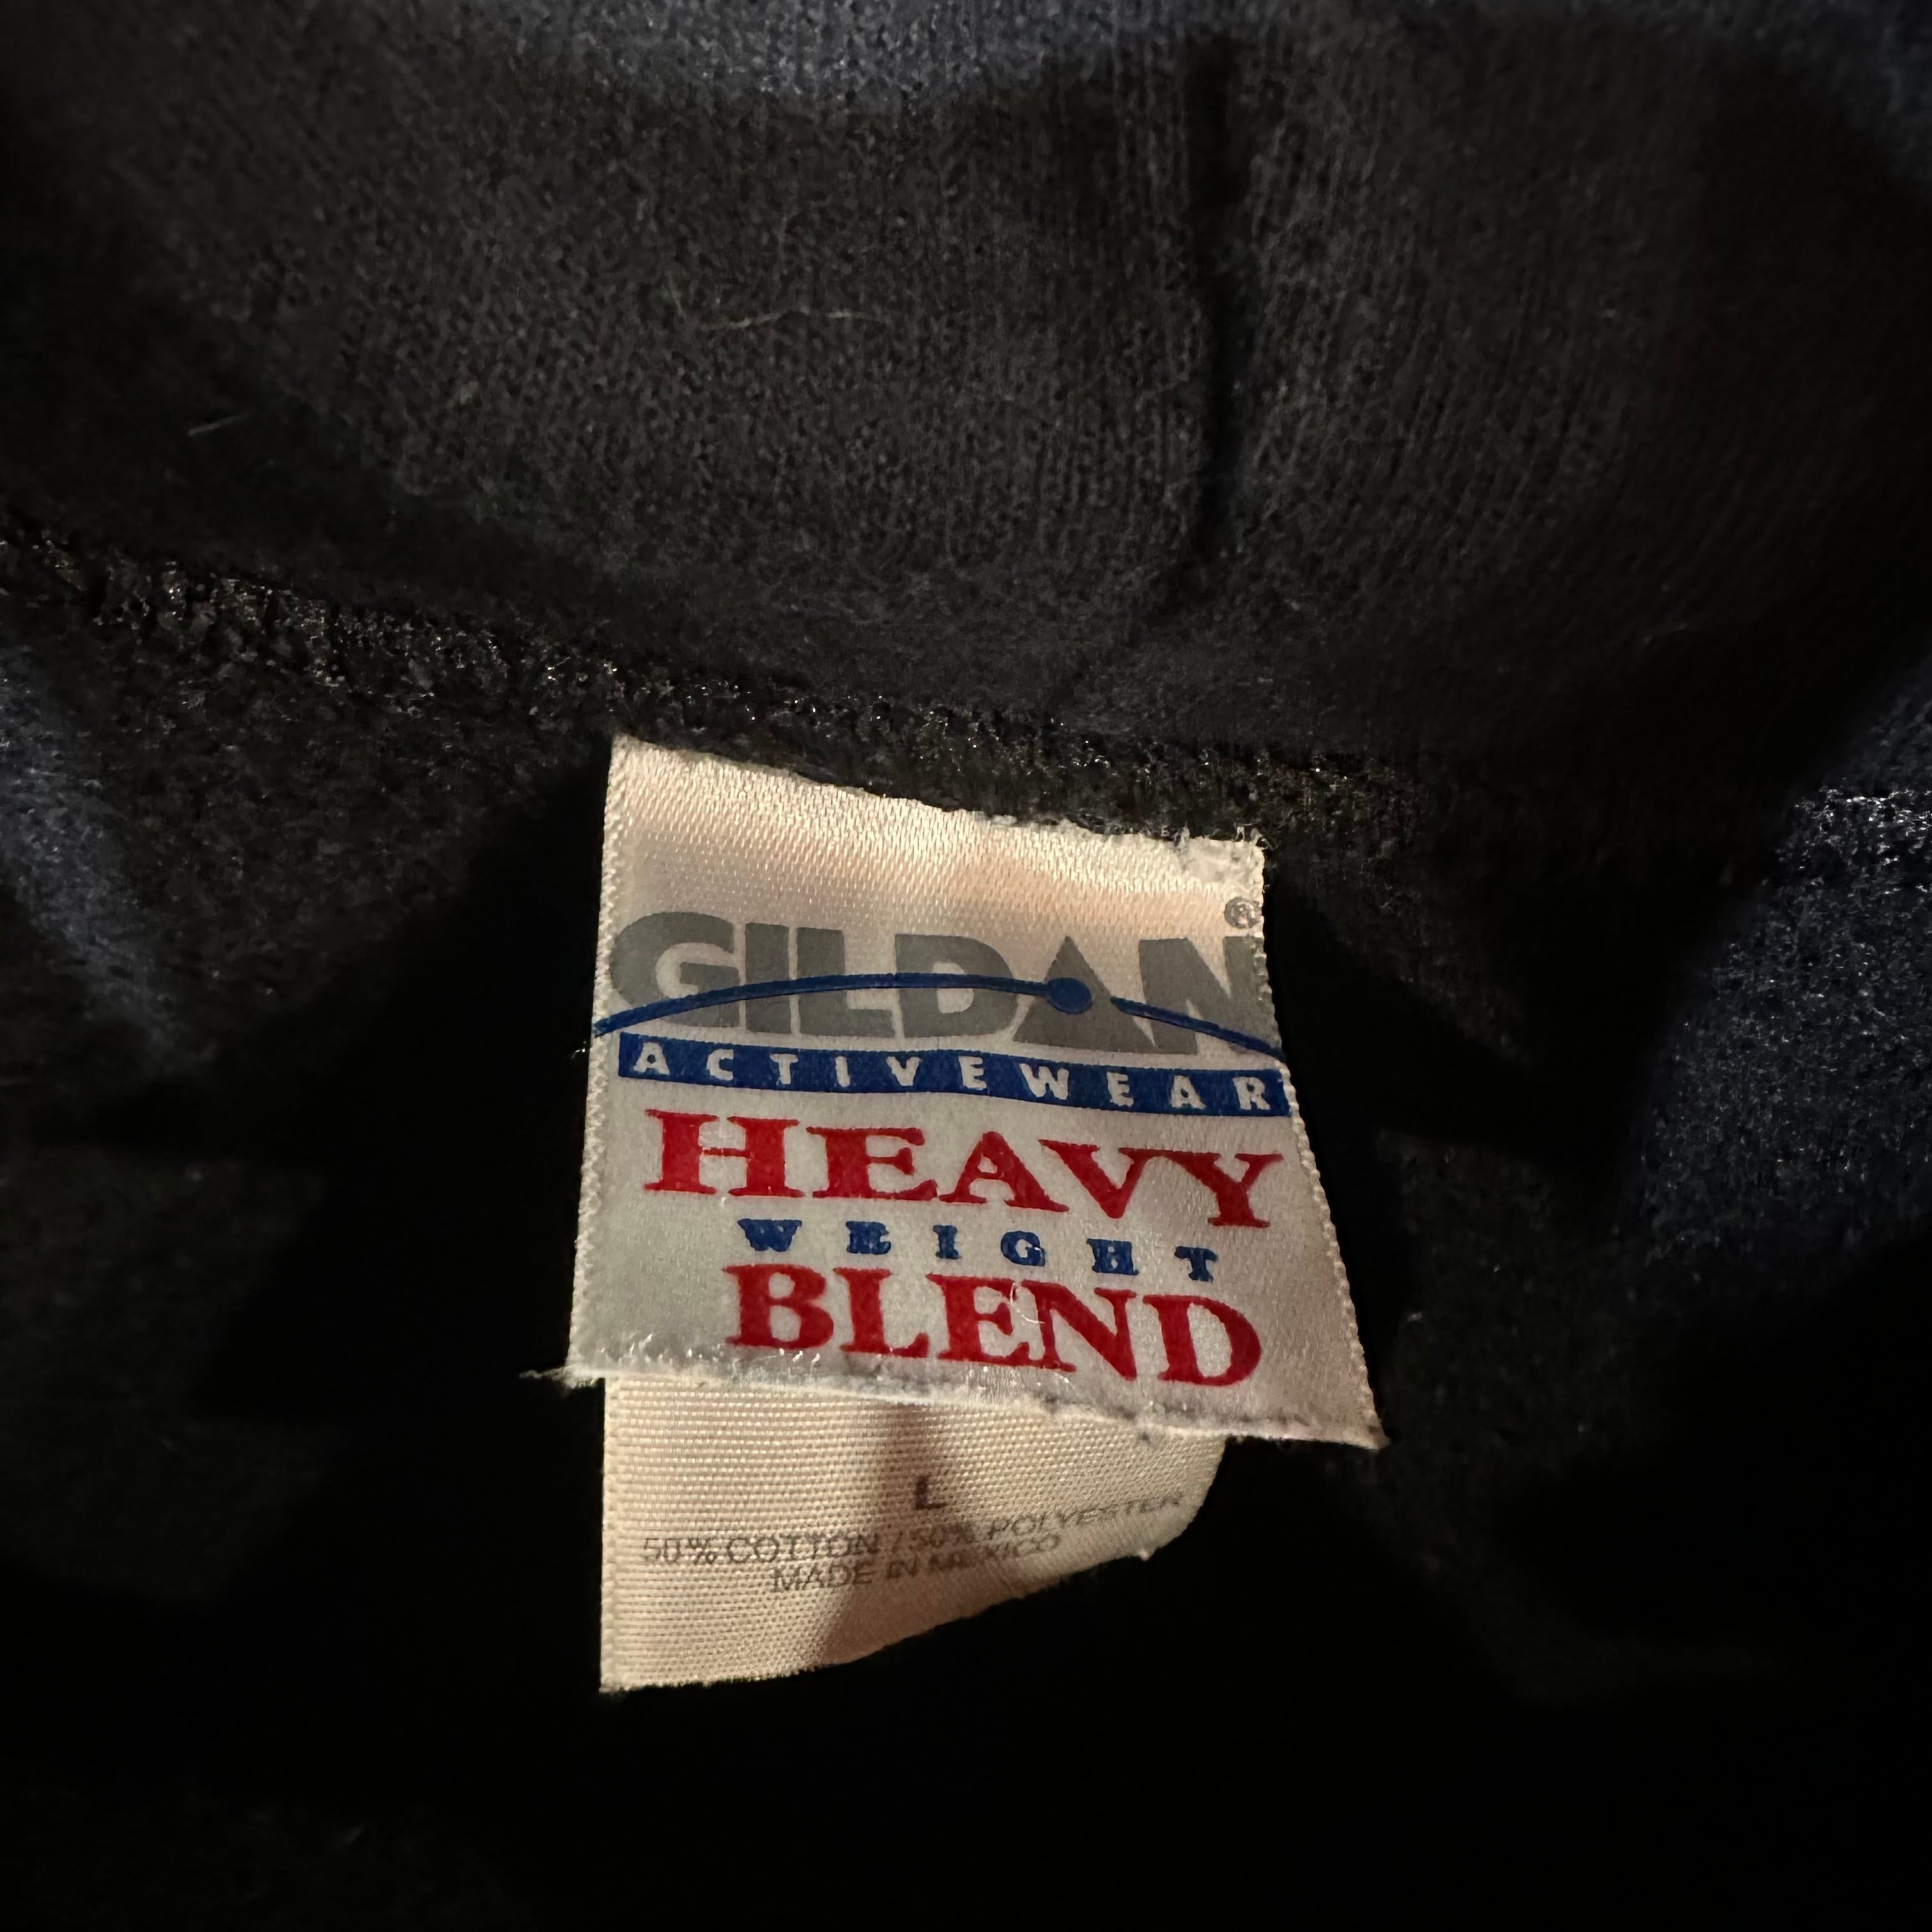 GILDAN®
ACTIVEWEAR
HEAVY
WEIGHT
BLEND
L
50% COTTON / 50% POLYESTER
MADE IN MEXICO